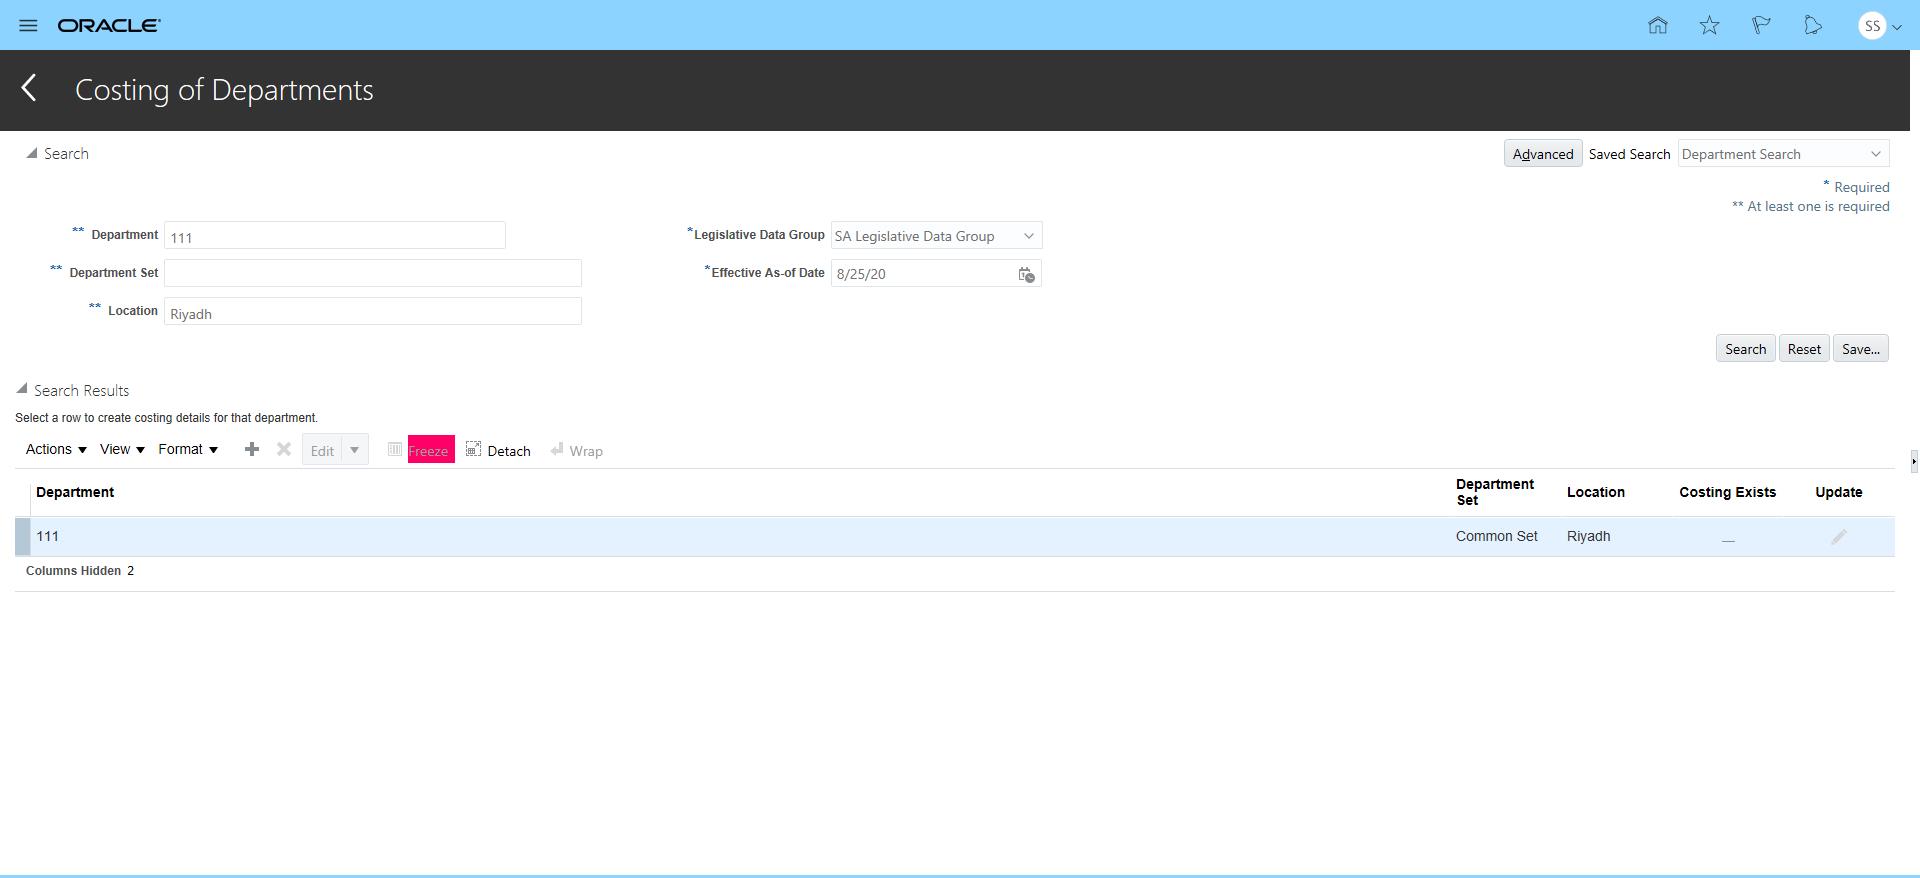 ORACLE
SS
Costing of Departments
Search
Advanced Saved Search Department Search
* Required
** At least one is required
** Department 111
*Legislative Data Group SA Legislative Data Group
** Department Set
*Effective As-of Date 8/25/20
** Location Riyadh
Search Reset Save...
Search Results
Select a row to create costing details for that department.
Actions View Format Edit Freeze Detach Wrap
Department Department Set Location Costing Exists Update
111 Common Set Riyadh
Columns Hidden 2